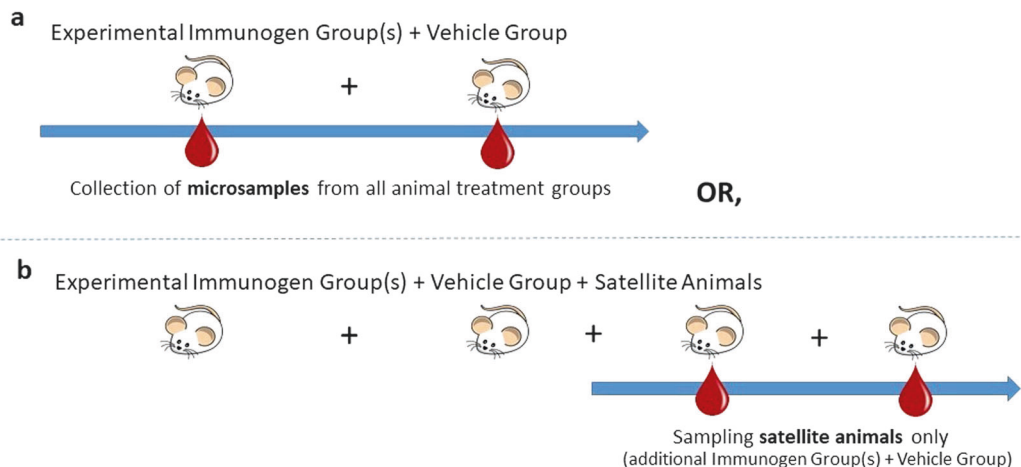 a
Experimental Immunogen Group(s) + Vehicle Group
+
Collection of microsamples from all animal treatment groups
OR,
b
Experimental Immunogen Group(s) + Vehicle Group + Satellite Animals
+ + +
Sampling satellite animals only
(additional Immunogen Group(s) + Vehicle Group)